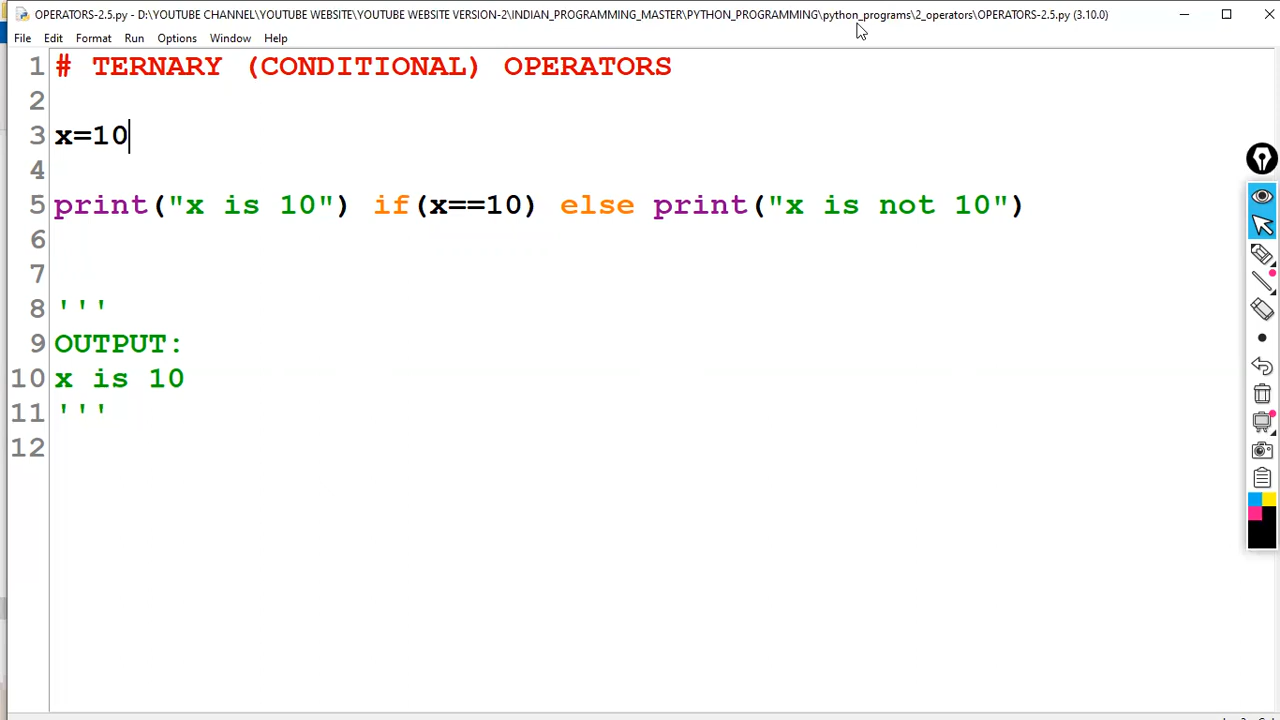 OPERATORS-2.5.py - D:\YOUTUBE CHANNEL\YOUTUBE WEBSITE\YOUTUBE WEBSITE VERSION-2\INDIAN_PROGRAMMING_MASTER\PYTHON_PROGRAMMING\python_programs\2_operators\OPERATORS-2.5.py (3.10.0)
File Edit Format Run Options Window Help
1 # TERNARY (CONDITIONAL) OPERATORS
2
3 x=10
4
5 print("x is 10") if(x==10) else print("x is not 10")
6
7
8 '''
9 OUTPUT:
10 x is 10
11 '''
12